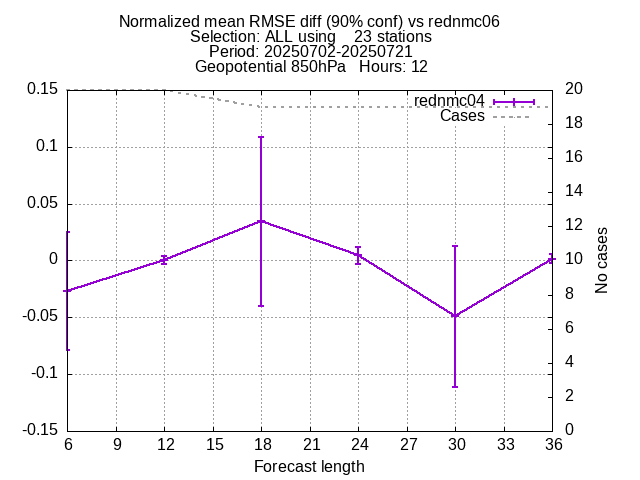 Normalized mean RMSE diff (90% conf) vs rednmc06
Selection: ALL using    23 stations
Period: 20250702-20250721
Geopotential 850hPa   Hours: 12
rednmc04
Cases
0.15
0.1
0.05
0
-0.05
-0.1
-0.15
20
18
16
14
12
10
8
6
4
2
0
No cases
6 9 12 15 18 21 24 27 30 33 36
Forecast length